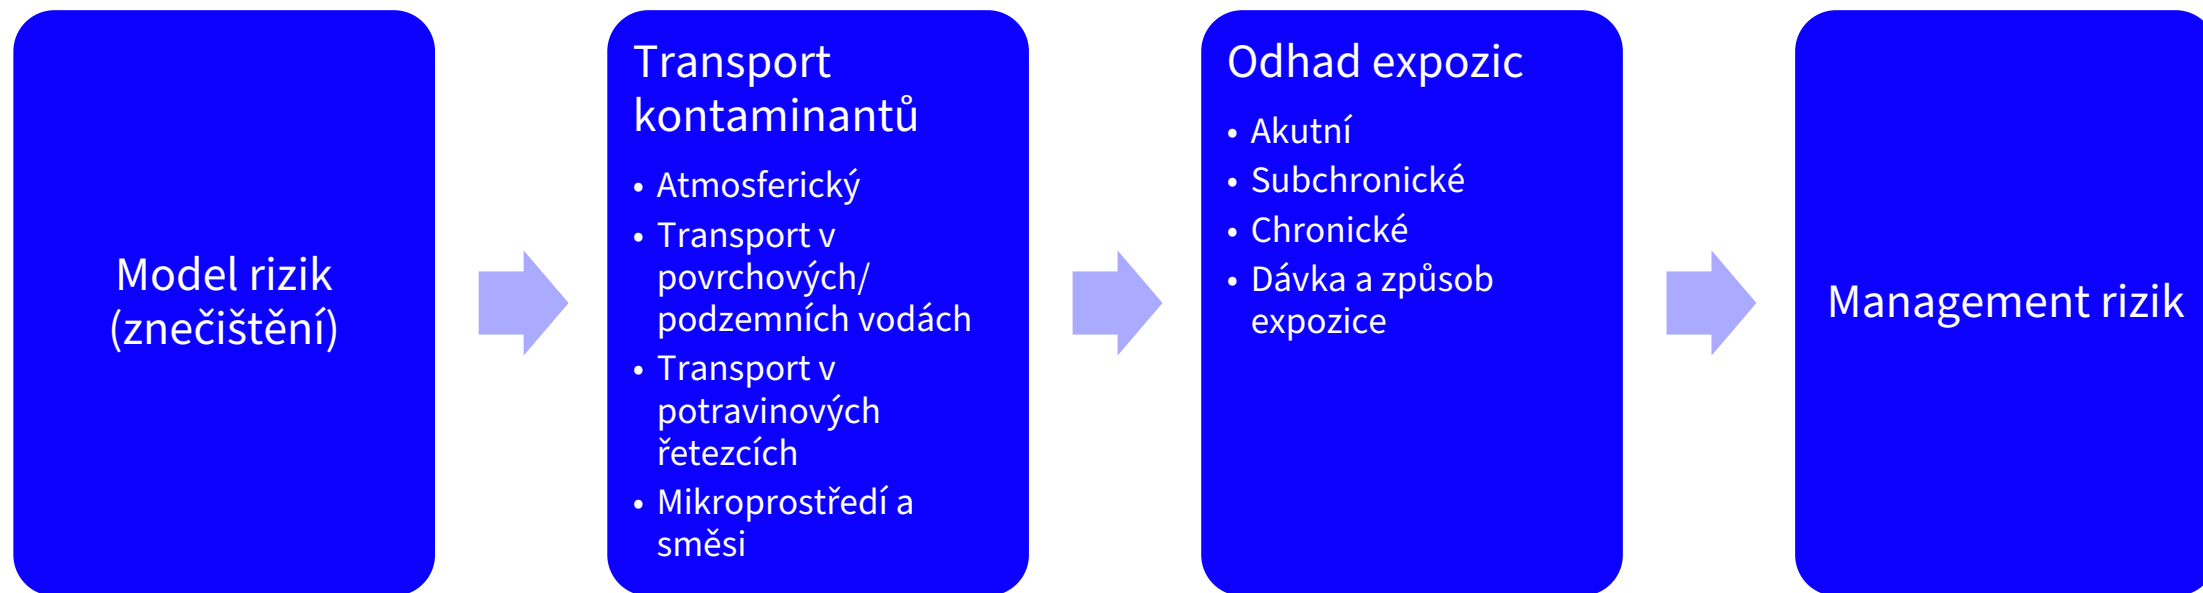 Model rizik
(znečištění)
Transport
kontaminantů
• Atmosferický
• Transport v
povrchových/
podzemních vodách
• Transport v
potravinových
řetezcích
• Mikroprostředí a
směsi
Odhad expozic
• Akutní
• Subchronické
• Chronické
• Dávka a způsob
expozice
Management rizik